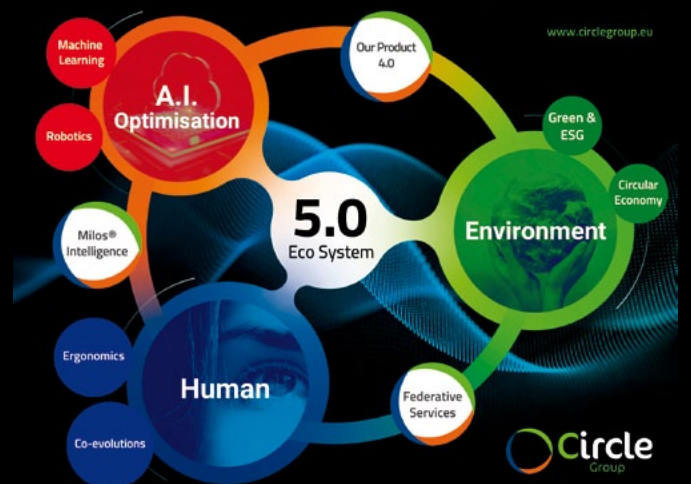 www.circlegroup.eu
Machine
Learning
Our Product
4.0
A.I.
Optimisation
Robotics
Green &
ESG
Circular
Economy
5.0
Eco System
Environment
Milos®
Intelligence
Ergonomics
Human
Federative
Services
Co-evolutions
Circle
Group